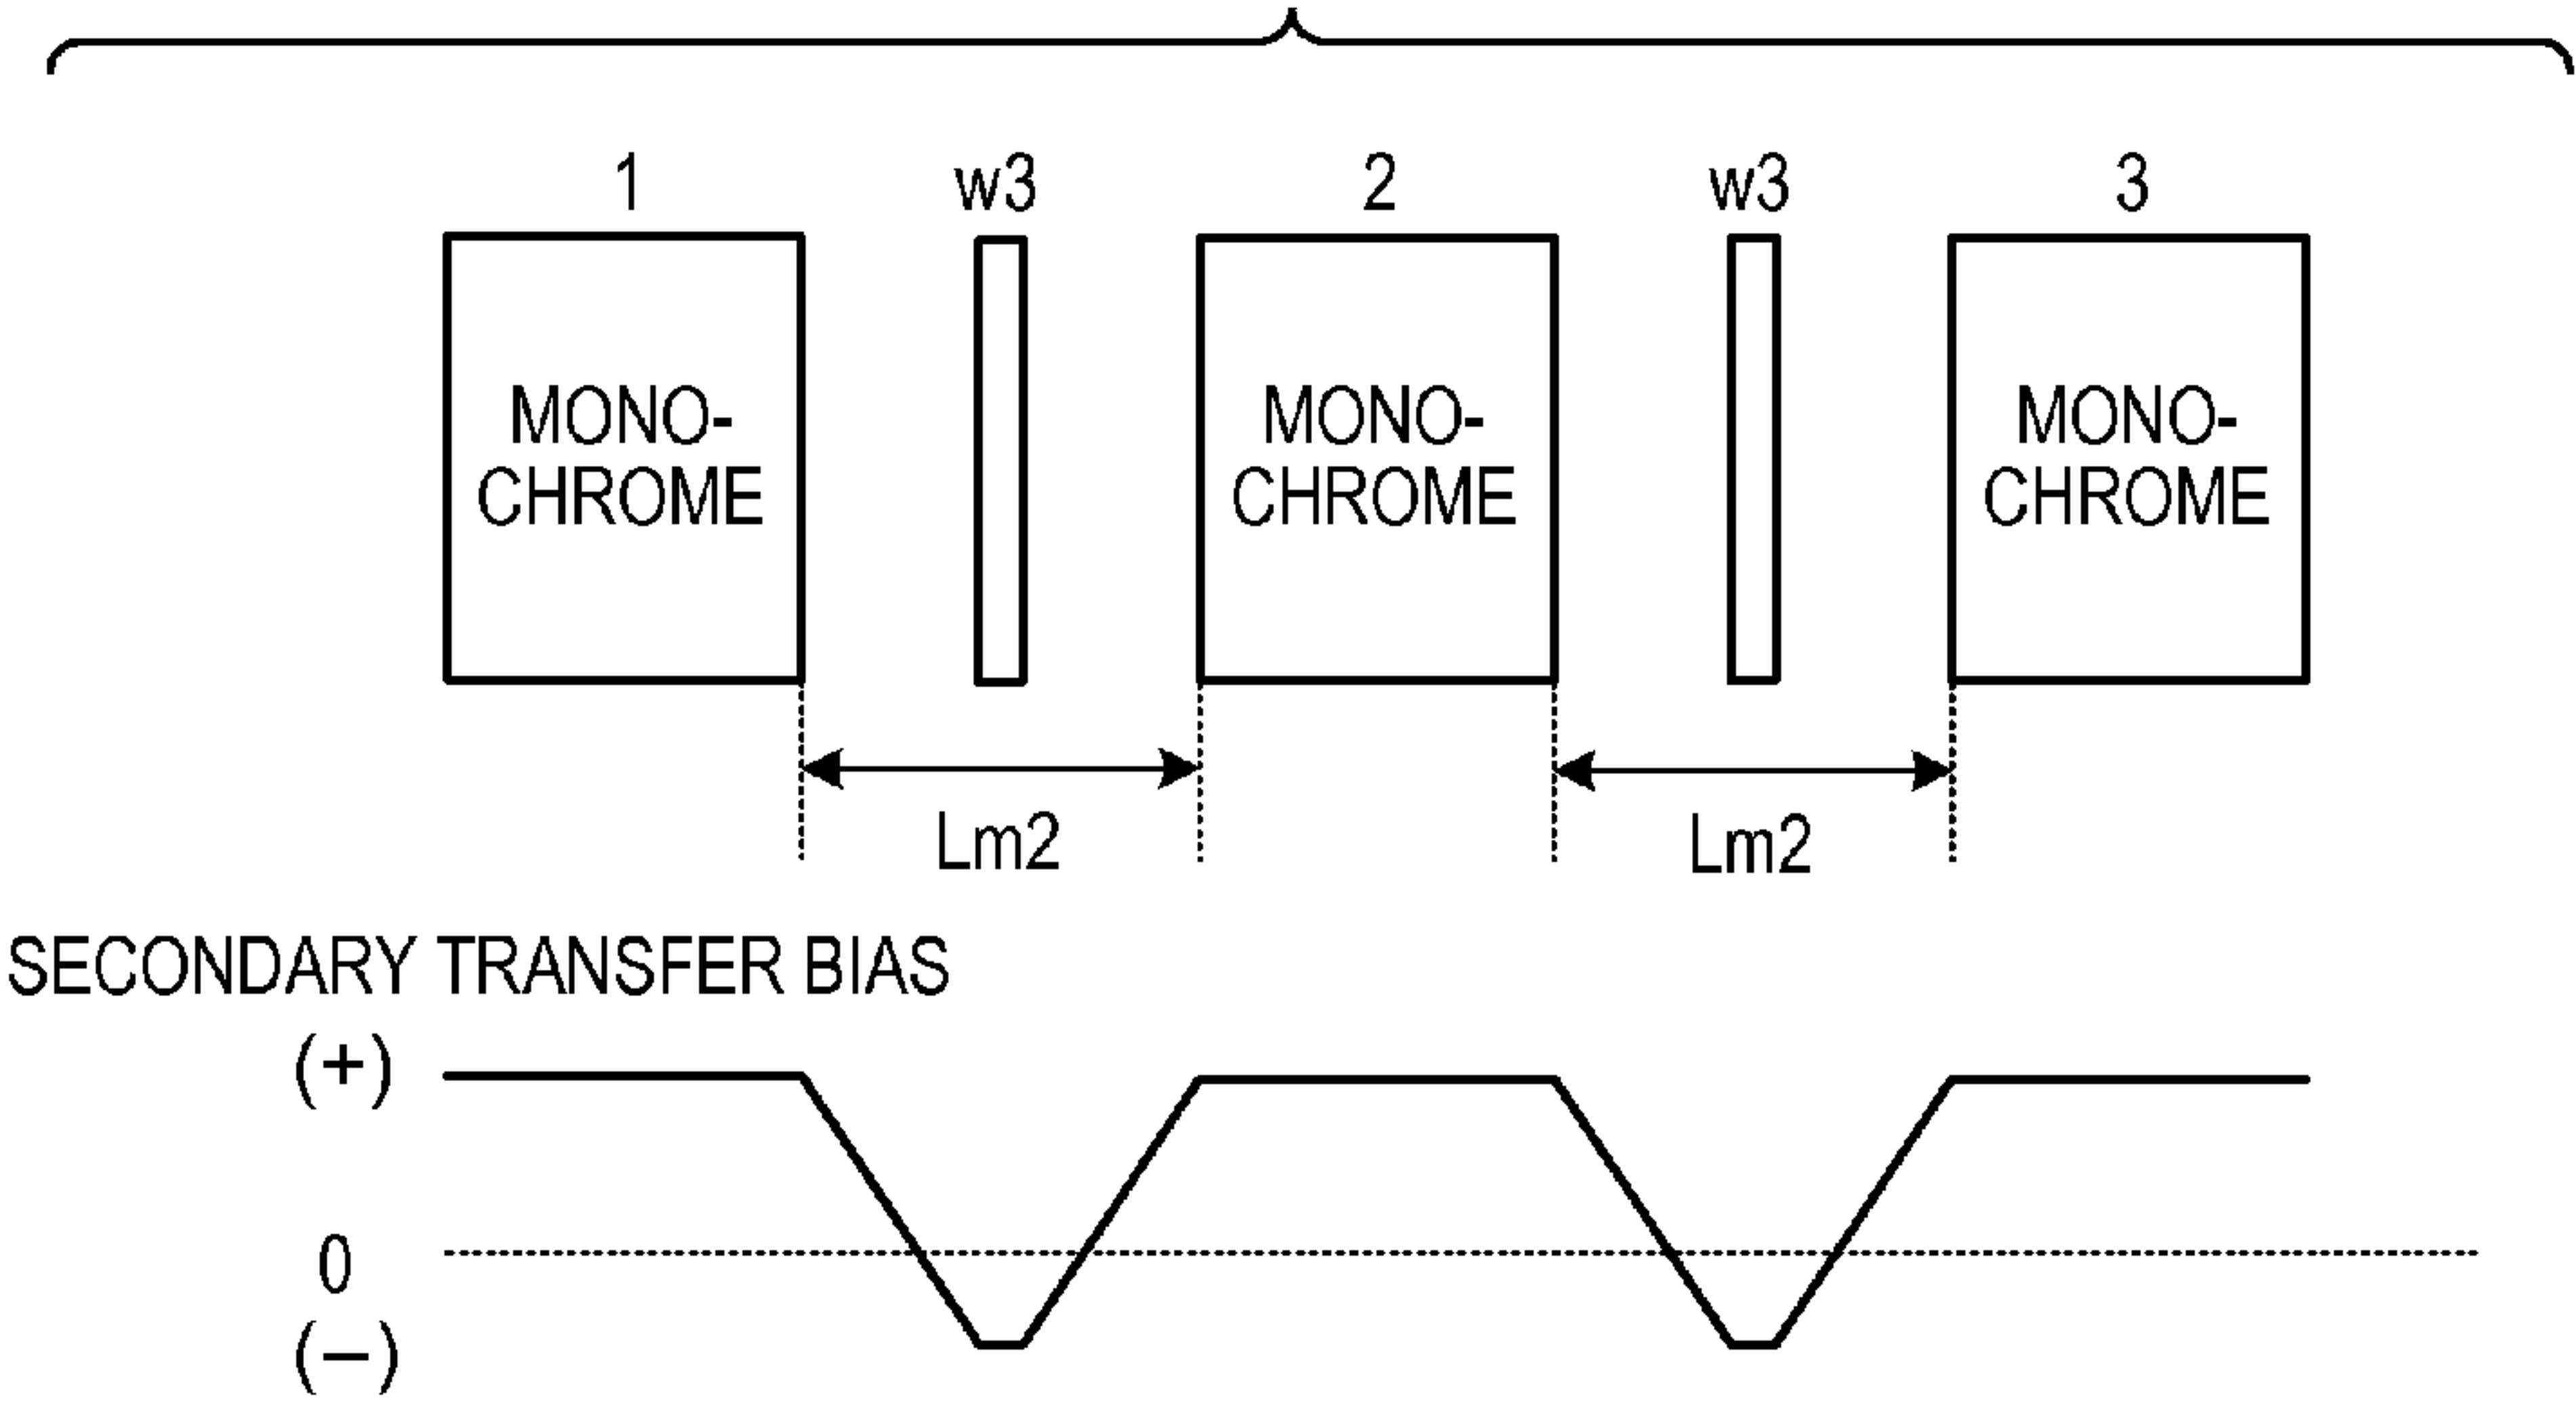 1 w3 2 w3 3
MONO-
CHROME
MONO-
CHROME
MONO-
CHROME
Lm2 Lm2
SECONDARY TRANSFER BIAS
(+)
0
(−)